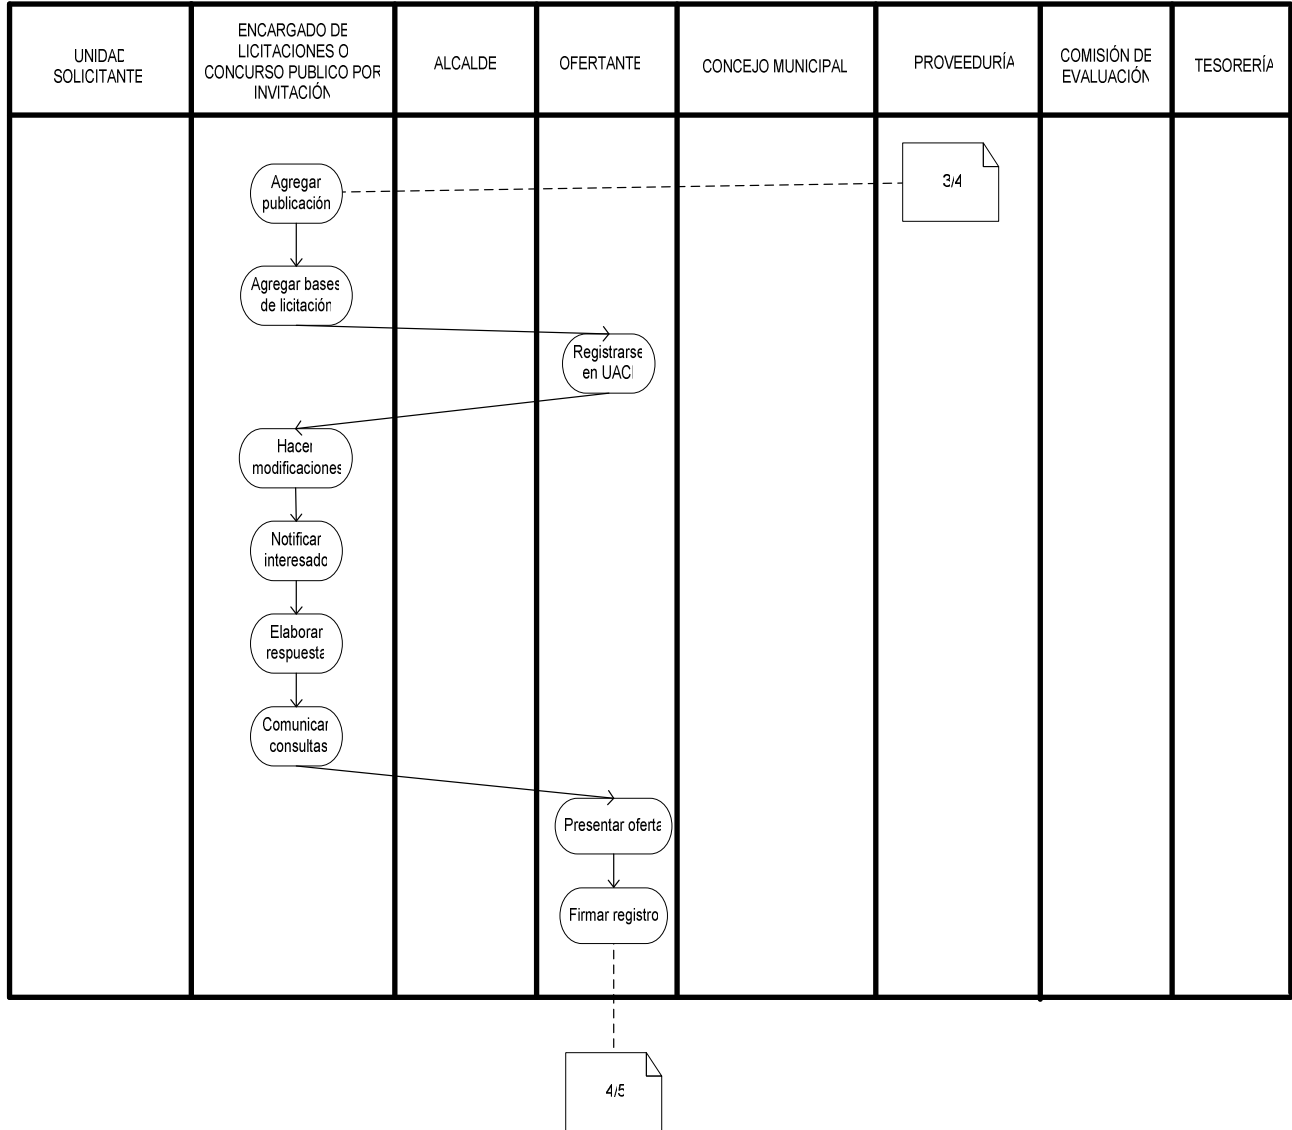 UNIDAD
SOLICITANTE
ENCARGADO DE
LICITACIONES O
CONCURSO PUBLICO POR
INVITACIÓN
ALCALDE
OFERTANTE
CONCEJO MUNICIPAL
PROVEEDURÍA
COMISIÓN DE
EVALUACIÓN
TESORERÍA
Agregar
publicación
3/4
Agregar bases
de licitación
Registrarse
en UACI
Hacer
modificaciones
Notificar
interesado
Elaborar
respuesta
Comunicar
consultas
Presentar oferta
Firmar registro
4/5